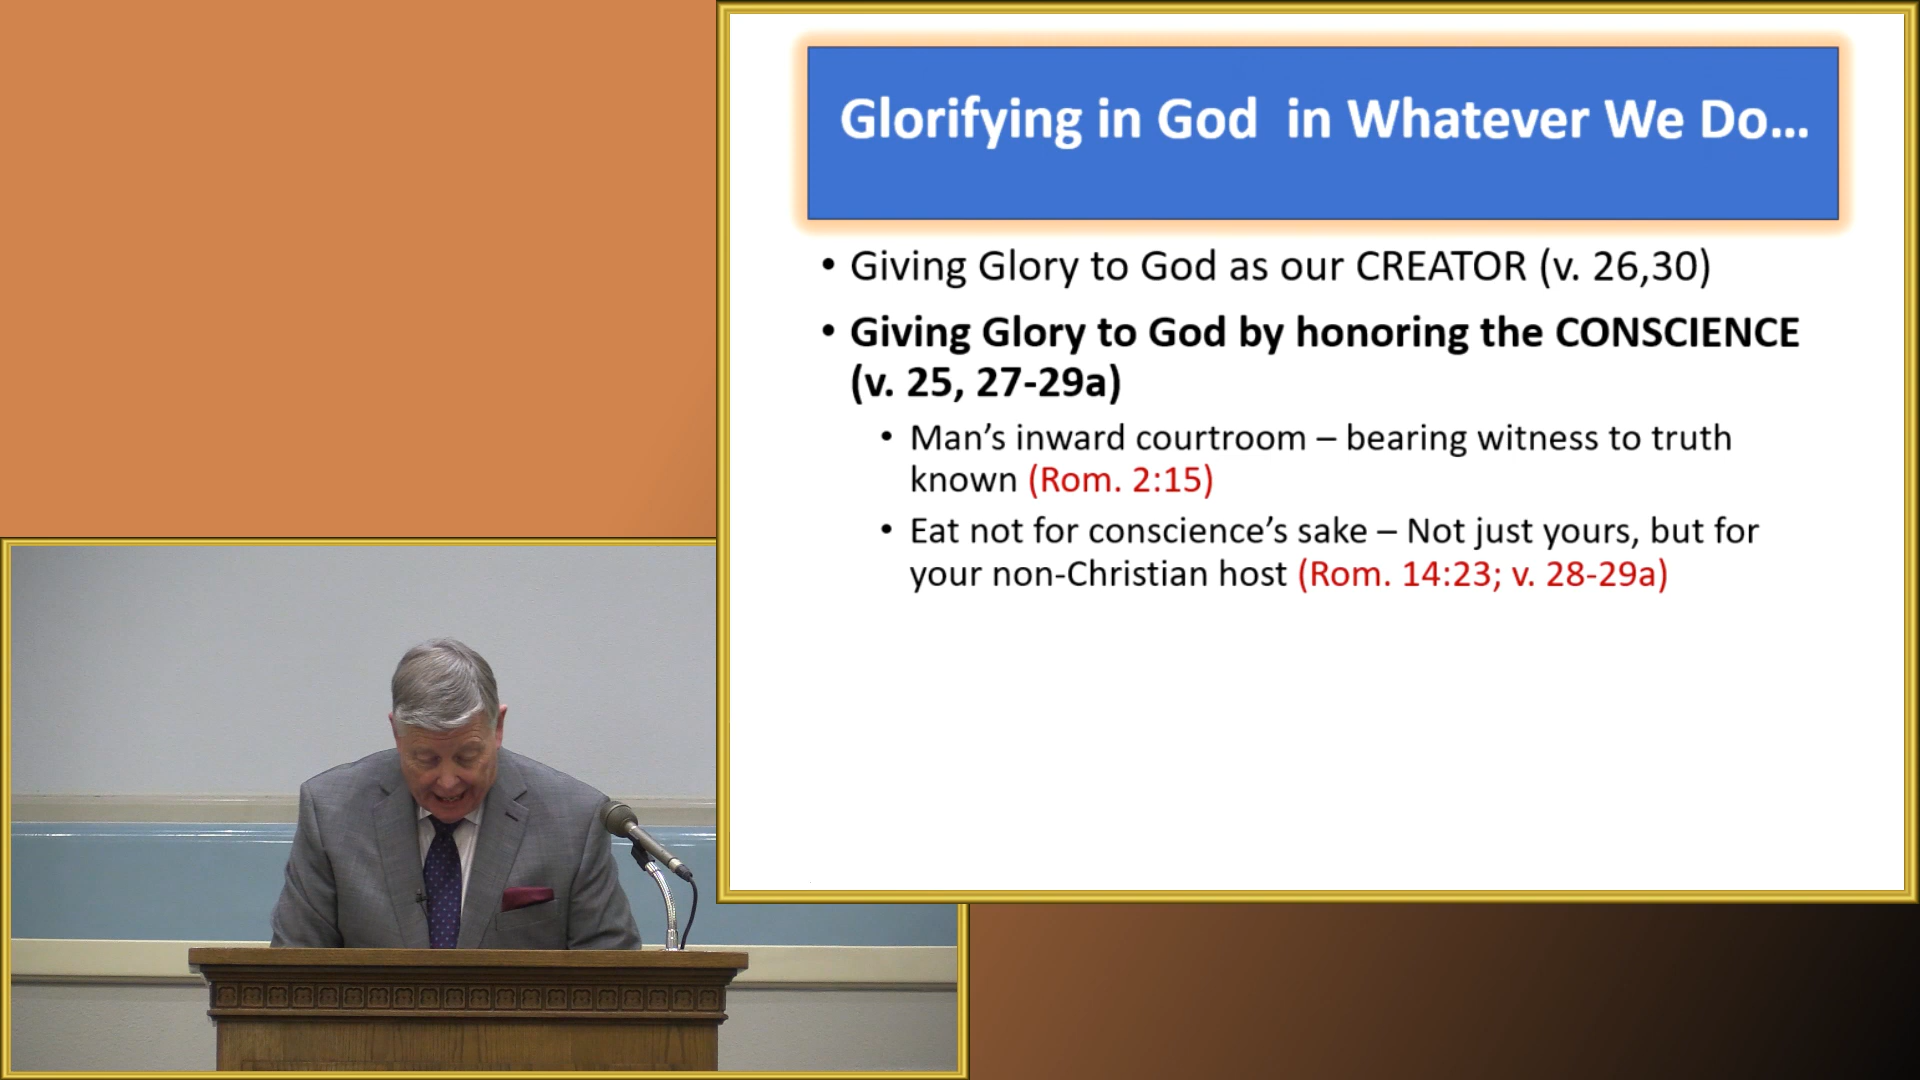 Glorifying in God  in Whatever We Do...
• Giving Glory to God as our CREATOR (v. 26,30)
• Giving Glory to God by honoring the CONSCIENCE
(v. 25, 27-29a)
• Man’s inward courtroom – bearing witness to truth
known (Rom. 2:15)
• Eat not for conscience’s sake – Not just yours, but for
your non-Christian host (Rom. 14:23; v. 28-29a)